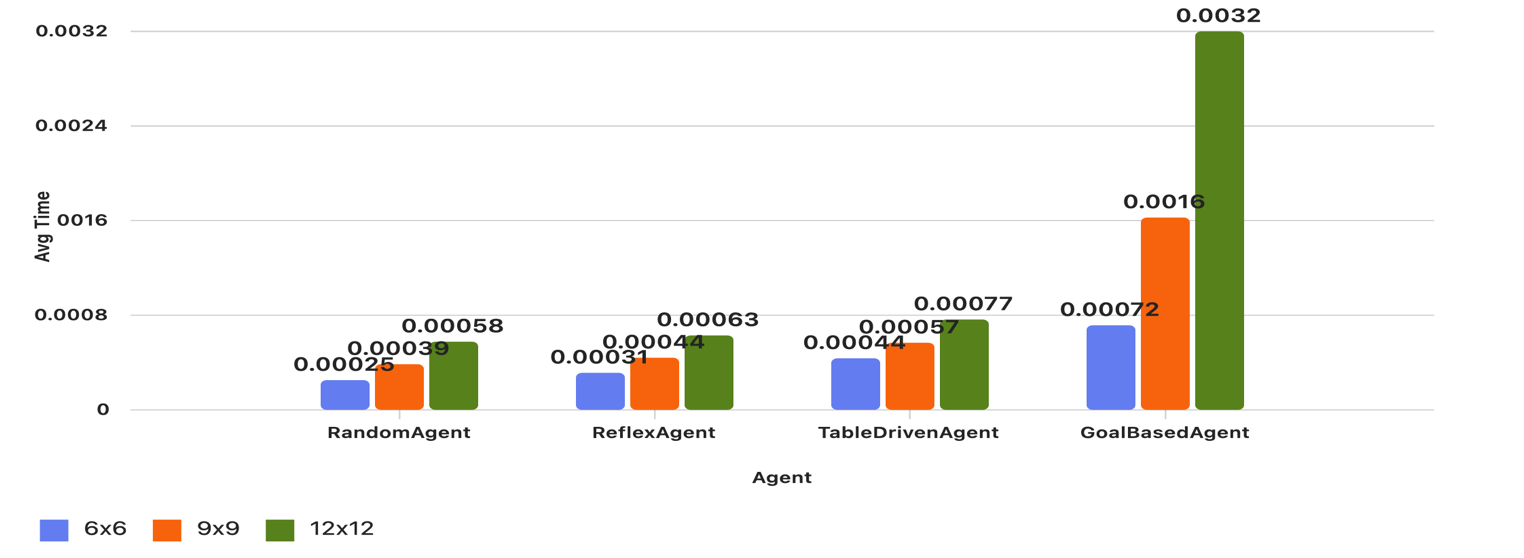 0.0032
0.0032
0.0024
0.0016
Avg Time
0016
0.00072
0.0008
0.00077
0.00063
0.00058
0.00057
0.00044
0.00044
0.00039
0.00031
0.00025
0
RandomAgent
ReflexAgent
TableDrivenAgent
GoalBasedAgent
Agent
6x6
9x9
12x12